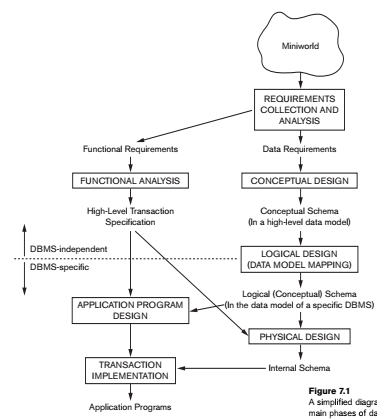 Miniworld
REQUIREMENTS
COLLECTION AND
ANALYSIS
Functional Requirements
Data Requirements
FUNCTIONAL ANALYSIS
CONCEPTUAL DESIGN
High-Level Transaction
Specification
Conceptual Schema
(In a high-level data model)
DBMS-independent
DBMS-specific
LOGICAL DESIGN
(DATA MODEL MAPPING)
Logical (Conceptual) Schema
(In the data model of a specific DBMS)
APPLICATION PROGRAM
DESIGN
PHYSICAL DESIGN
TRANSACTION
IMPLEMENTATION
Internal Schema
Application Programs
Figure 7.1
A simplified diagra
main phases of da